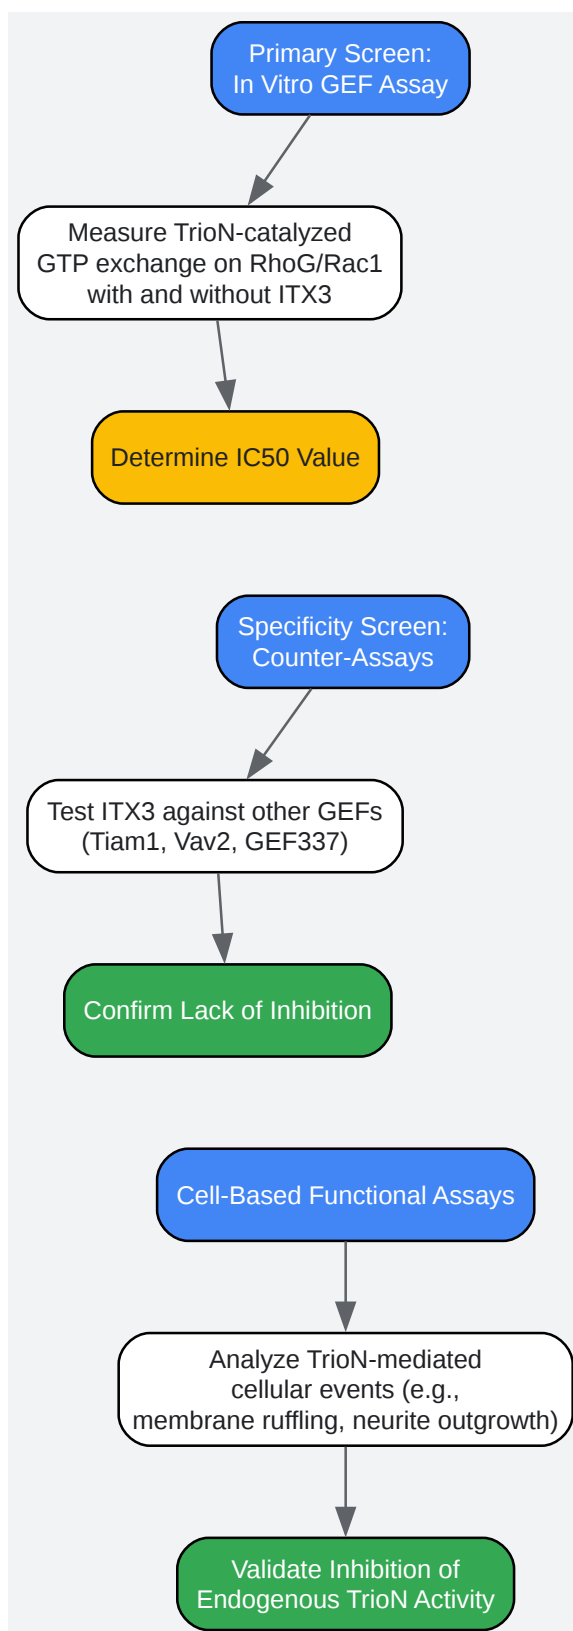 Primary Screen:
In Vitro GEF Assay
Measure TrioN-catalyzed
GTP exchange on RhoG/Rac1
with and without ITX3
Determine IC50 Value
Specificity Screen:
Counter-Assays
Test ITX3 against other GEFs
(Tiam1, Vav2, GEF337)
Confirm Lack of Inhibition
Cell-Based Functional Assays
Analyze TrioN-mediated
cellular events (e.g.,
membrane ruffling, neurite outgrowth)
Validate Inhibition of
Endogenous TrioN Activity